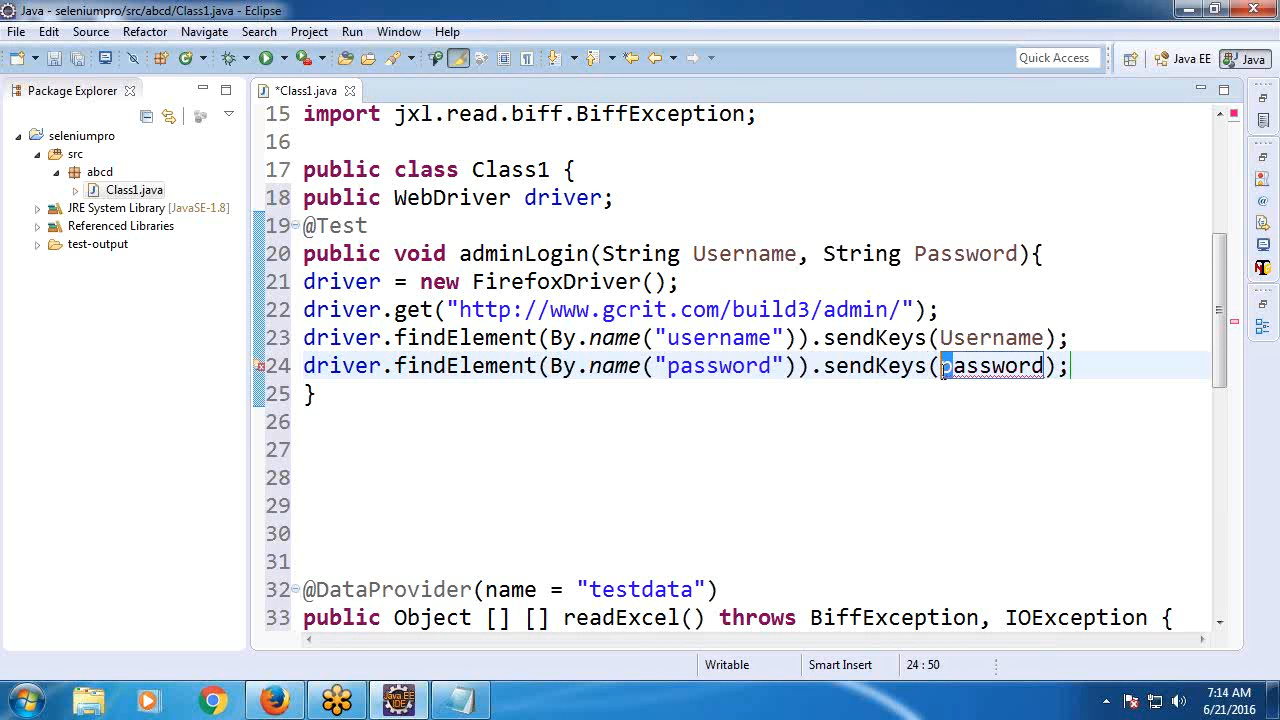 Java - seleniumpro/src/abcd/Class1.java - Eclipse
File Edit Source Refactor Navigate Search Project Run Window Help
Quick Access Java EE Java
Package Explorer
*Class1.java
seleniumpro
src
abcd
Class1.java
JRE System Library [JavaSE-1.8]
Referenced Libraries
test-output
15 import jxl.read.biff.BiffException;
16
17 public class Class1 {
18 public WebDriver driver;
19 @Test
20 public void adminLogin(String Username, String Password){
21 driver = new FirefoxDriver();
22 driver.get("http://www.gcrit.com/build3/admin/");
23 driver.findElement(By.name("username")).sendKeys(Username);
24 driver.findElement(By.name("password")).sendKeys(password);
25 }
26
27
28
29
30
31
32 @DataProvider(name = "testdata")
33 public Object [] [] readExcel() throws BiffException, IOException {
Writable Smart Insert 24 : 50
Java EE
IDE
7:14 AM
6/21/2016